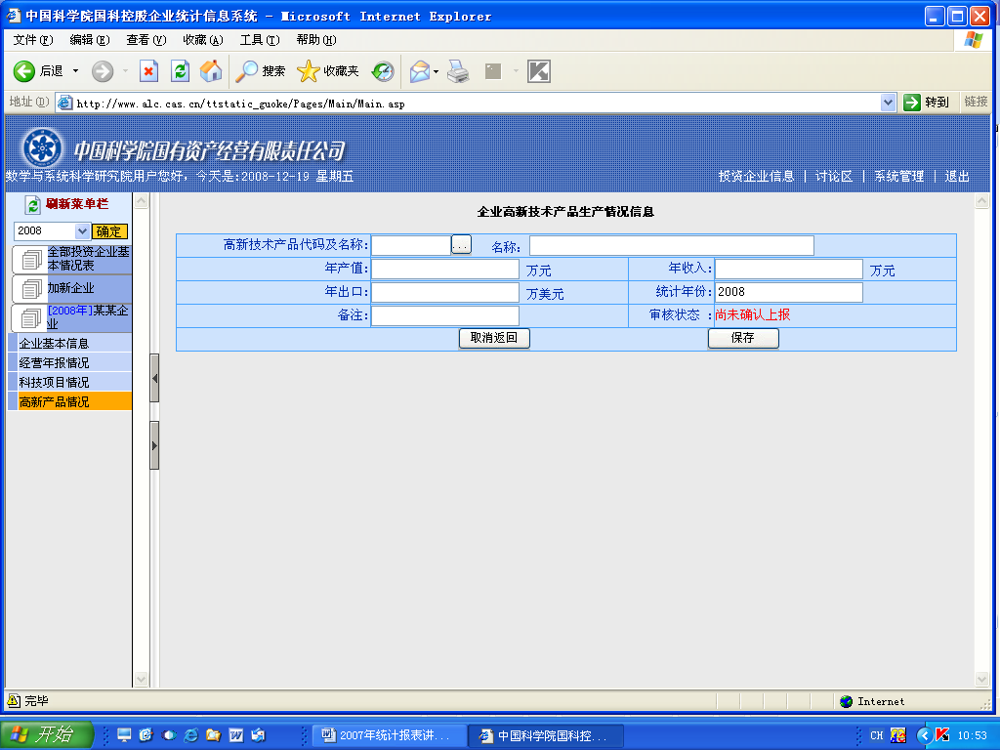 中国科学院国科控股企业统计信息系统 - Microsoft Internet Explorer
文件(F) 编辑(E) 查看(V) 收藏(A) 工具(T) 帮助(H)
后退 搜索 收藏夹
地址(D) http://www.alc.cas.cn/ttstatic_guoke/Pages/Main/Main.asp 转到 链接
中国科学院国有资产经营有限责任公司
数学与系统科学研究院用户您好，今天是:2008-12-19 星期五
投资企业信息 | 讨论区 | 系统管理 | 退出
刷新菜单栏
2008 确定
全部投资企业基
本情况表
加新企业
[2008年]某某企
业
企业基本信息
经营年报情况
科技项目情况
高新产品情况
企业高新技术产品生产情况信息
高新技术产品代码及名称: ... 名称:
年产值: 万元 年收入: 万元
年出口: 万美元 统计年份: 2008
备注: 审核状态 : 尚未确认上报
取消返回 保存
完毕 Internet
开始 2007年统计报表讲... 中国科学院国科控... CH 10:53